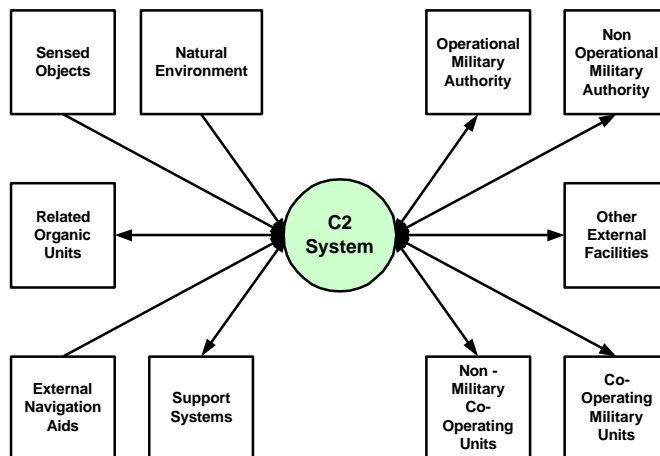 Sensed
Objects
Natural
Environment
Operational
Military
Authority
Non
Operational
Military
Authority
Related
Organic
Units
C2
System
Other
External
Facilities
External
Navigation
Aids
Support
Systems
Non -
Military
Co-
Operating
Units
Co-
Operating
Military
Units